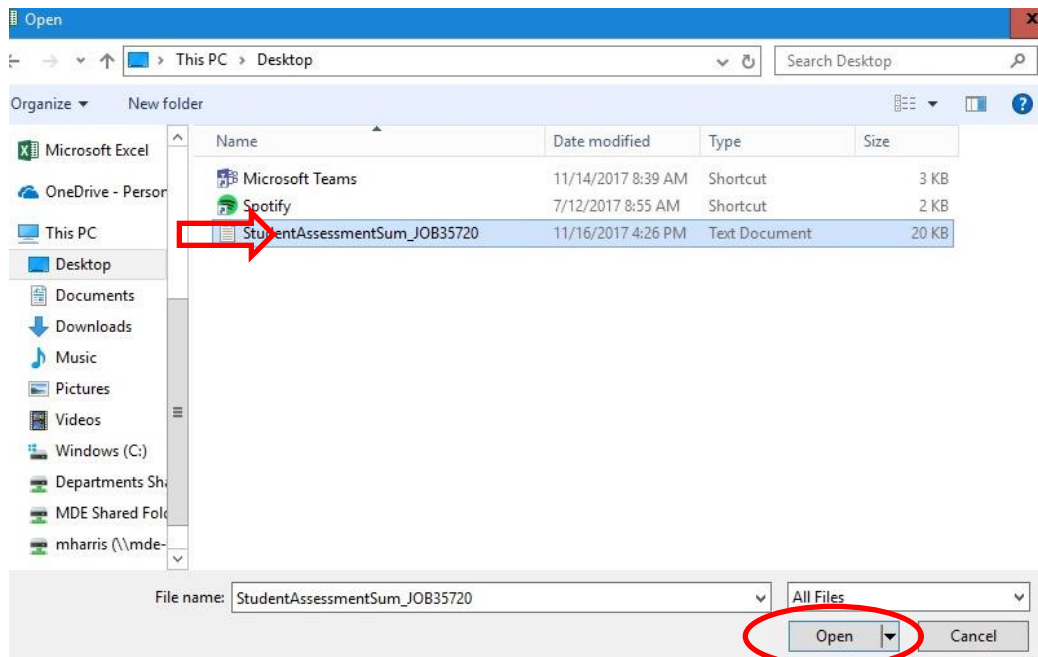 Open
x
This PC > Desktop
Search Desktop
Organize
New folder
?
Name
Date modified
Type
Size
Microsoft Teams
11/14/2017 8:39 AM
Shortcut
3 KB
Spotify
7/12/2017 8:55 AM
Shortcut
2 KB
StudentAssessmentSum_JOB35720
11/16/2017 4:26 PM
Text Document
20 KB
Microsoft Excel
OneDrive - Person
This PC
Desktop
Documents
Downloads
Music
Pictures
Videos
Windows (C:)
Departments Sha
MDE Shared Fold
mharris (\\mde-
File name:
StudentAssessmentSum_JOB35720
All Files
Open
Cancel